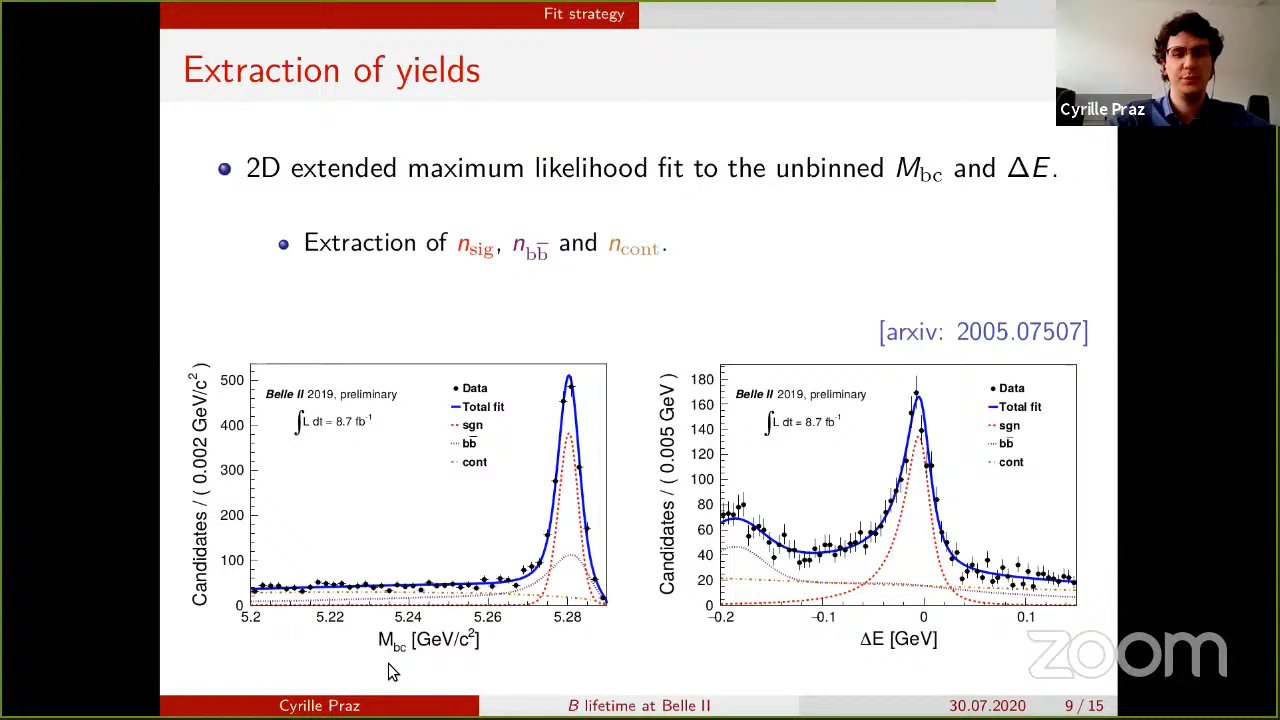 Fit strategy
Extraction of yields
Cyrille Praz
2D extended maximum likelihood fit to the unbinned M_bc and ΔE.
Extraction of n_sig, n_bb̅ and n_cont.
[arxiv: 2005.07507]
Candidates / ( 0.002 GeV/c² )
500
400
300
200
100
0
Belle II 2019, preliminary
∫L dt = 8.7 fb⁻¹
Data
Total fit
sgn
bb̅
cont
5.2 5.22 5.24 5.26 5.28
M_bc [GeV/c²]
Candidates / ( 0.005 GeV )
180
160
140
120
100
80
60
40
20
0
Belle II 2019, preliminary
∫L dt = 8.7 fb⁻¹
Data
Total fit
sgn
bb̅
cont
−0.2 −0.1 0 0.1
ΔE [GeV]
zoom
Cyrille Praz B lifetime at Belle II 30.07.2020 9 / 15